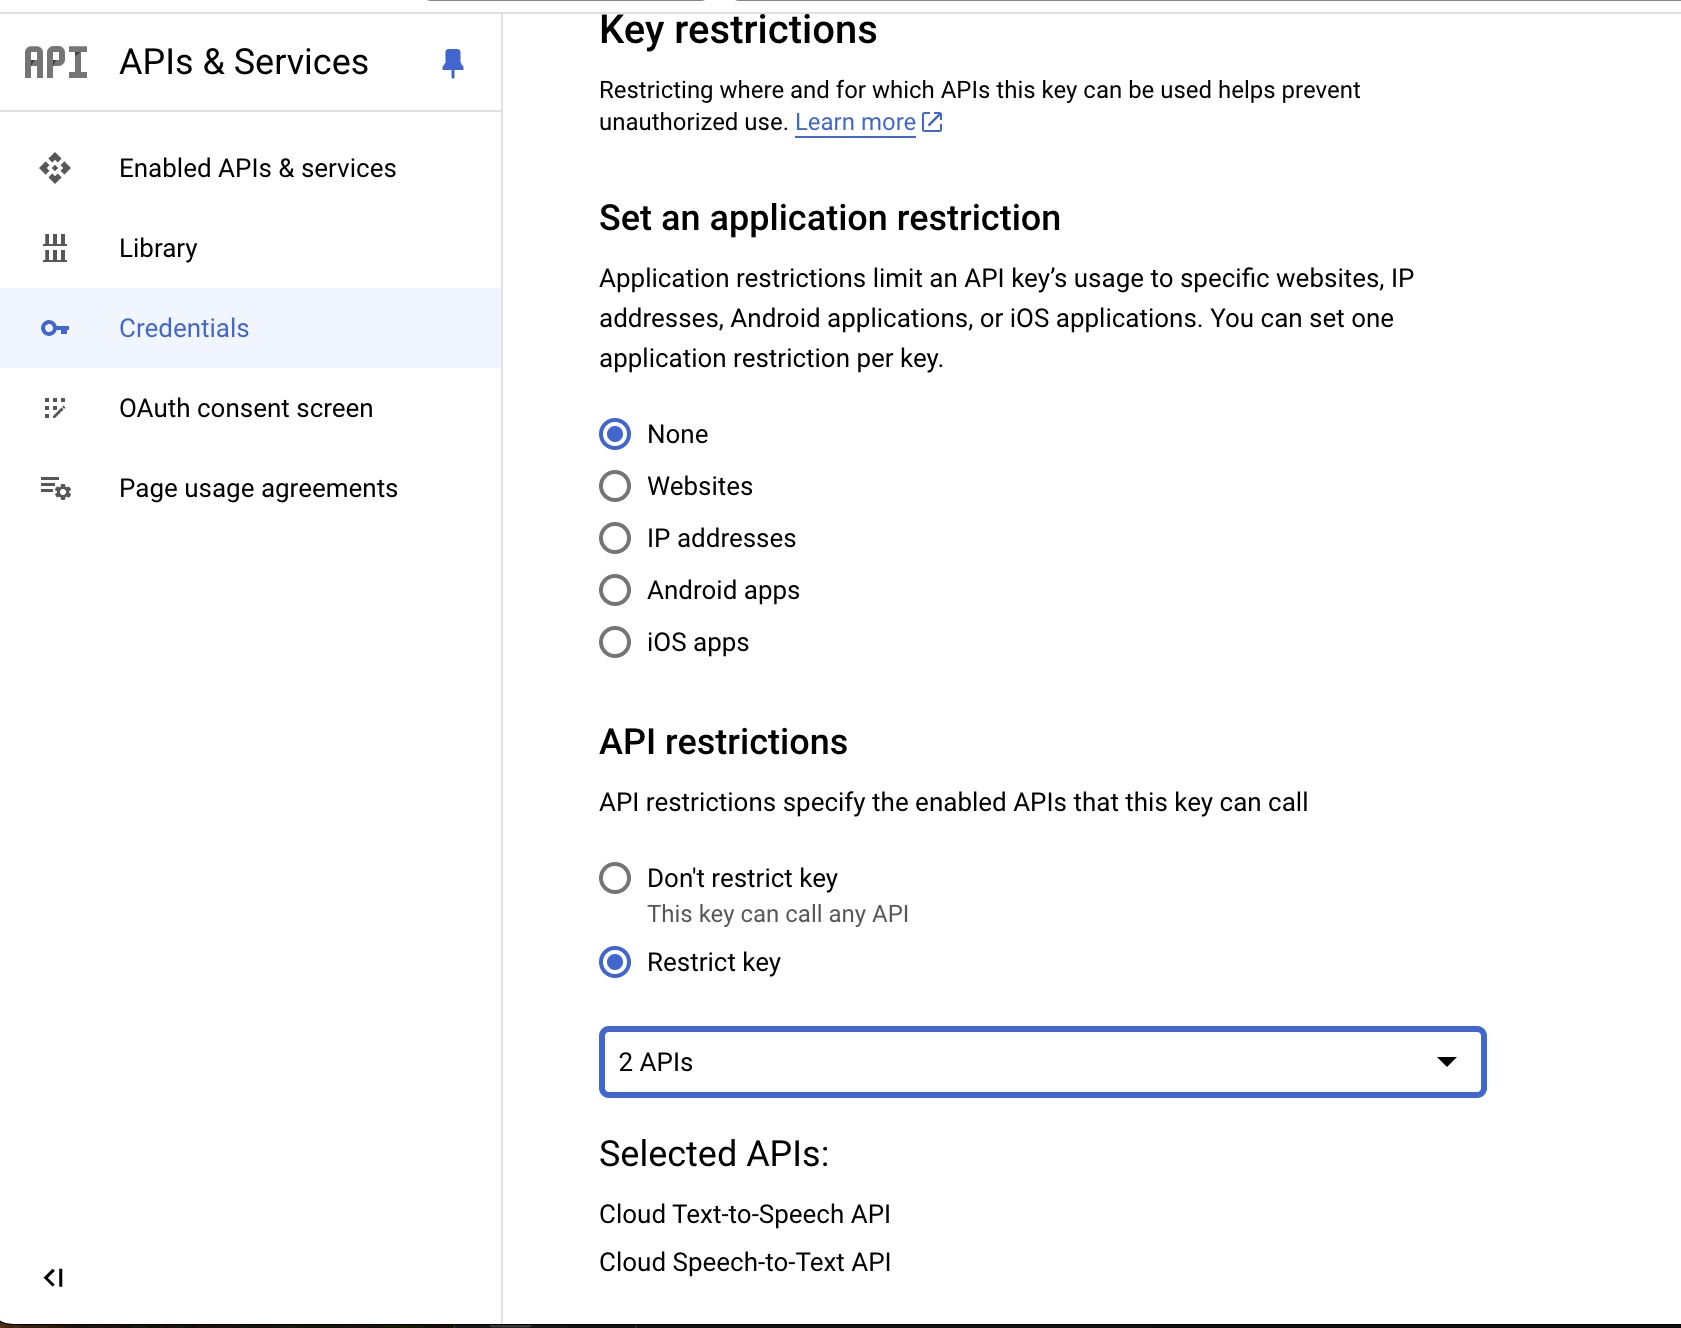 API APIs & Services
Enabled APIs & services
Library
Credentials
OAuth consent screen
Page usage agreements
Key restrictions
Restricting where and for which APIs this key can be used helps prevent
unauthorized use. Learn more
Set an application restriction
Application restrictions limit an API key’s usage to specific websites, IP
addresses, Android applications, or iOS applications. You can set one
application restriction per key.
None
Websites
IP addresses
Android apps
iOS apps
API restrictions
API restrictions specify the enabled APIs that this key can call
Don't restrict key
This key can call any API
Restrict key
2 APIs
Selected APIs:
Cloud Text-to-Speech API
Cloud Speech-to-Text API